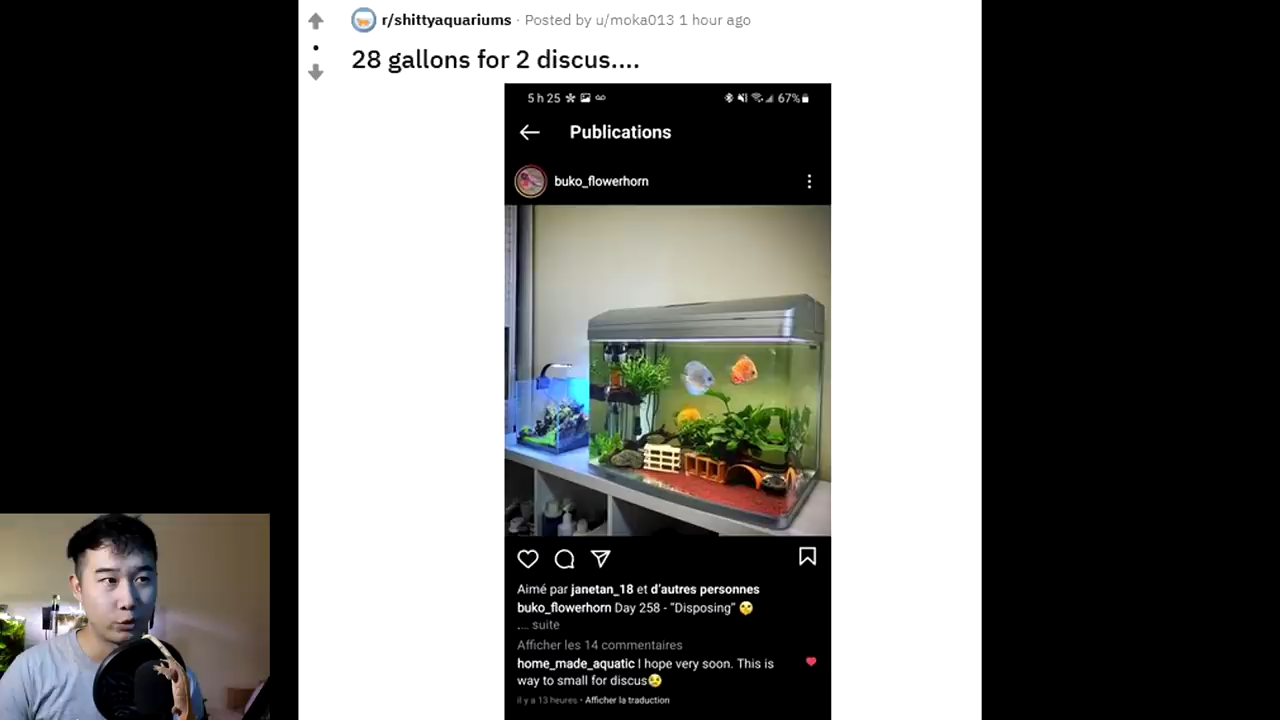 r/shittyaquariums · Posted by u/moka013 1 hour ago
28 gallons for 2 discus....
5 h 25
67%
Publications
buko_flowerhorn
Aimé par janetan_18 et d'autres personnes
buko_flowerhorn Day 258 - "Disposing" 🤫
.... suite
Afficher les 14 commentaires
home_made_aquatic I hope very soon. This is
way to small for discus😢
il y a 13 heures • Afficher la traduction